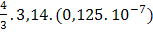 4/3 . 3,14. (0,125. 10⁻⁷)